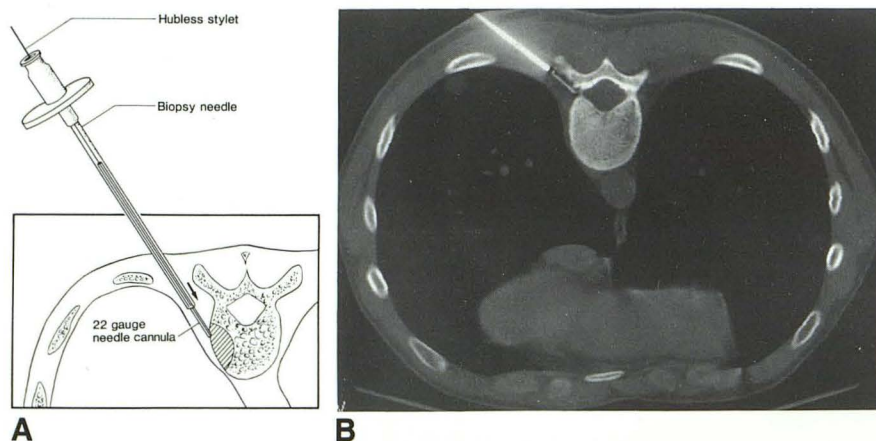 Hubless stylet
Biopsy needle
22 gauge
needle cannula
A
B